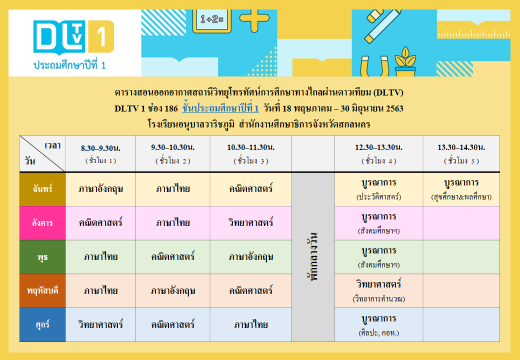 DLTV 1
ประถมศึกษาปีที่ 1
1+2=
ตารางสอนออกอากาศสถานีวิทยุโทรทัศน์การศึกษาทางไกลผ่านดาวเทียม (DLTV)
DLTV 1 ช่อง 186 ชั้นประถมศึกษาปีที่ 1 วันที่ 18 พฤษภาคม – 30 มิถุนายน 2563
โรงเรียนอนุบาลวาริชภูมิ สำนักงานศึกษาธิการจังหวัดสกลนคร
เวลา
วัน
8.30-9.30น. 9.30-10.30น. 10.30-11.30น. 12.30-13.30น. 13.30-14.30น.
(ชั่วโมง 1) (ชั่วโมง 2) (ชั่วโมง 3) (ชั่วโมง 4) (ชั่วโมง 5)
จันทร์ ภาษาอังกฤษ ภาษาไทย คณิตศาสตร์ บูรณาการ บูรณาการ
(ประวัติศาสตร์) (สุขศึกษา/พลศึกษา)
อังคาร คณิตศาสตร์ ภาษาไทย วิทยาศาสตร์ บูรณาการ
(สังคมศึกษาฯ)
พักกลางวัน
พุธ ภาษาไทย คณิตศาสตร์ ภาษาอังกฤษ บูรณาการ
(สังคมศึกษาฯ)
พฤหัสบดี ภาษาไทย ภาษาอังกฤษ คณิตศาสตร์ วิทยาศาสตร์
(วิทยาการคำนวณ)
ศุกร์ วิทยาศาสตร์ คณิตศาสตร์ ภาษาไทย บูรณาการ
(ศิลปะ, กอท.)